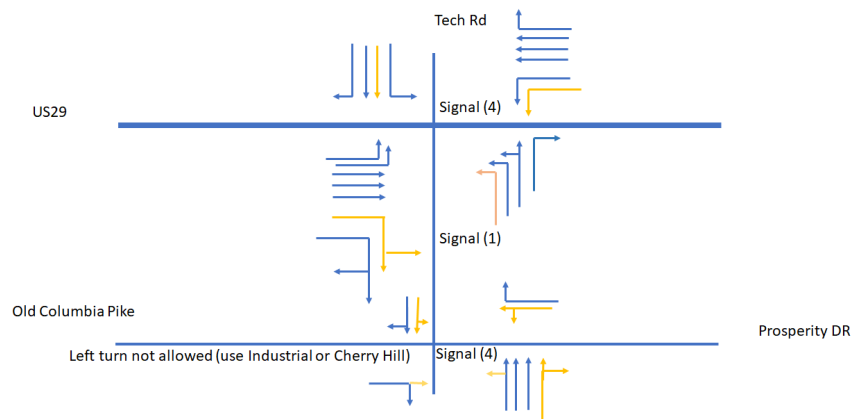 Tech Rd
Signal (4)
US29
Signal (1)
Old Columbia Pike
Prosperity DR
Left turn not allowed (use Industrial or Cherry Hill)
Signal (4)